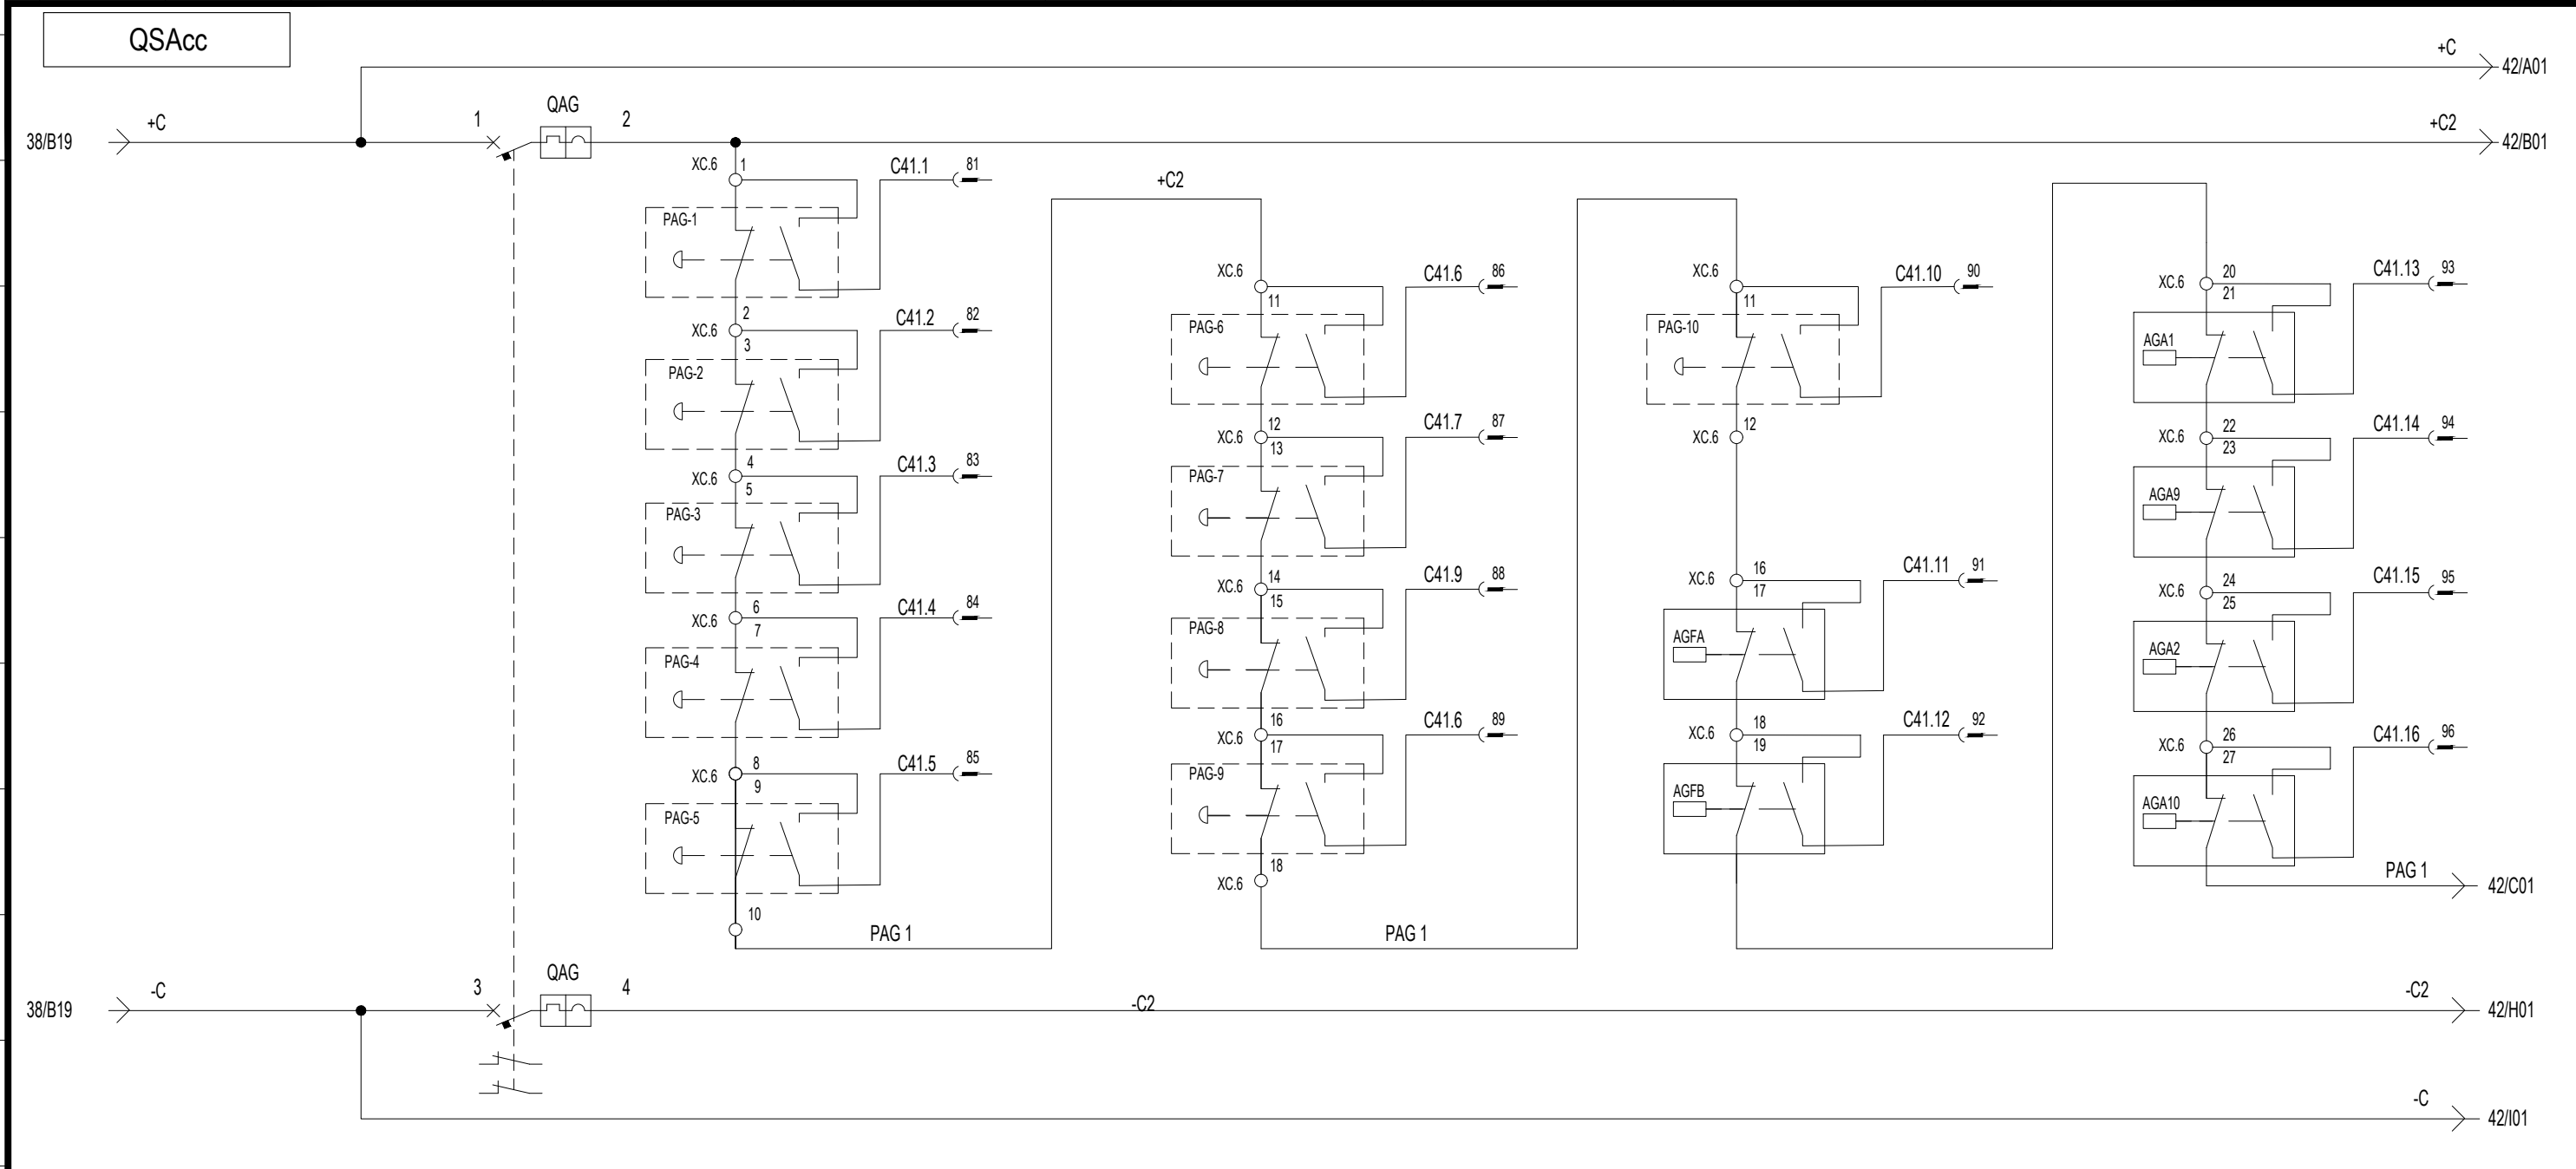 QSAcc
+C
42/A01
38/B19
+C
1
QAG
2
+C2
42/B01
XC.6
1
C41.1
81
PAG-1
2
XC.6
3
C41.2
82
PAG-2
4
XC.6
5
C41.3
83
PAG-3
6
XC.6
7
C41.4
84
PAG-4
8
XC.6
9
C41.5
85
PAG-5
10
PAG 1
+C2
XC.6
11
C41.6
86
PAG-6
12
XC.6
13
C41.7
87
PAG-7
14
XC.6
15
C41.9
88
PAG-8
16
XC.6
17
C41.6
89
PAG-9
18
XC.6
PAG 1
XC.6
11
C41.10
90
PAG-10
12
XC.6
16
XC.6
17
C41.11
91
AGFA
18
XC.6
19
C41.12
92
AGFB
20
XC.6
21
C41.13
93
AGA1
22
XC.6
23
C41.14
94
AGA9
24
XC.6
25
C41.15
95
AGA2
26
XC.6
27
C41.16
96
AGA10
PAG 1
42/C01
38/B19
-C
3
QAG
4
-C2
-C2
42/H01
-C
42/I01